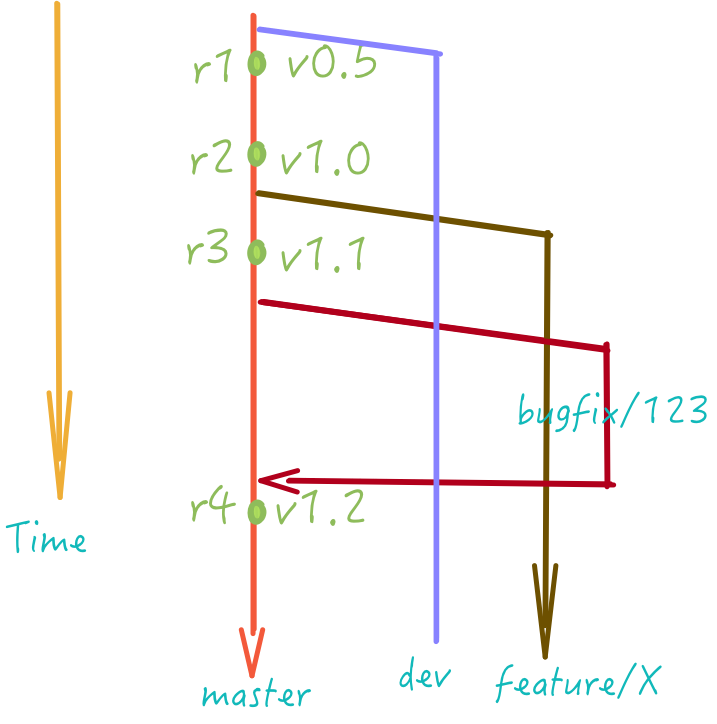 r1 v0.5
r2 v1.0
r3 v1.1
bugfix/123
r4 v1.2
Time
master
dev
feature/X